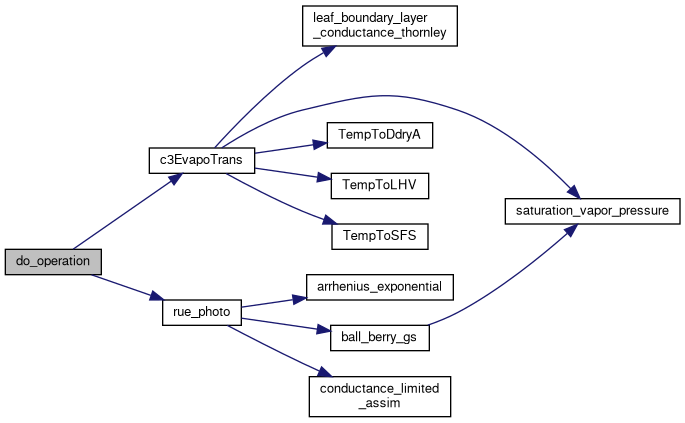 leaf_boundary_layer
_conductance_thornley
TempToDdryA
c3EvapoTrans
TempToLHV
saturation_vapor_pressure
TempToSFS
do_operation
arrhenius_exponential
rue_photo
ball_berry_gs
conductance_limited
_assim